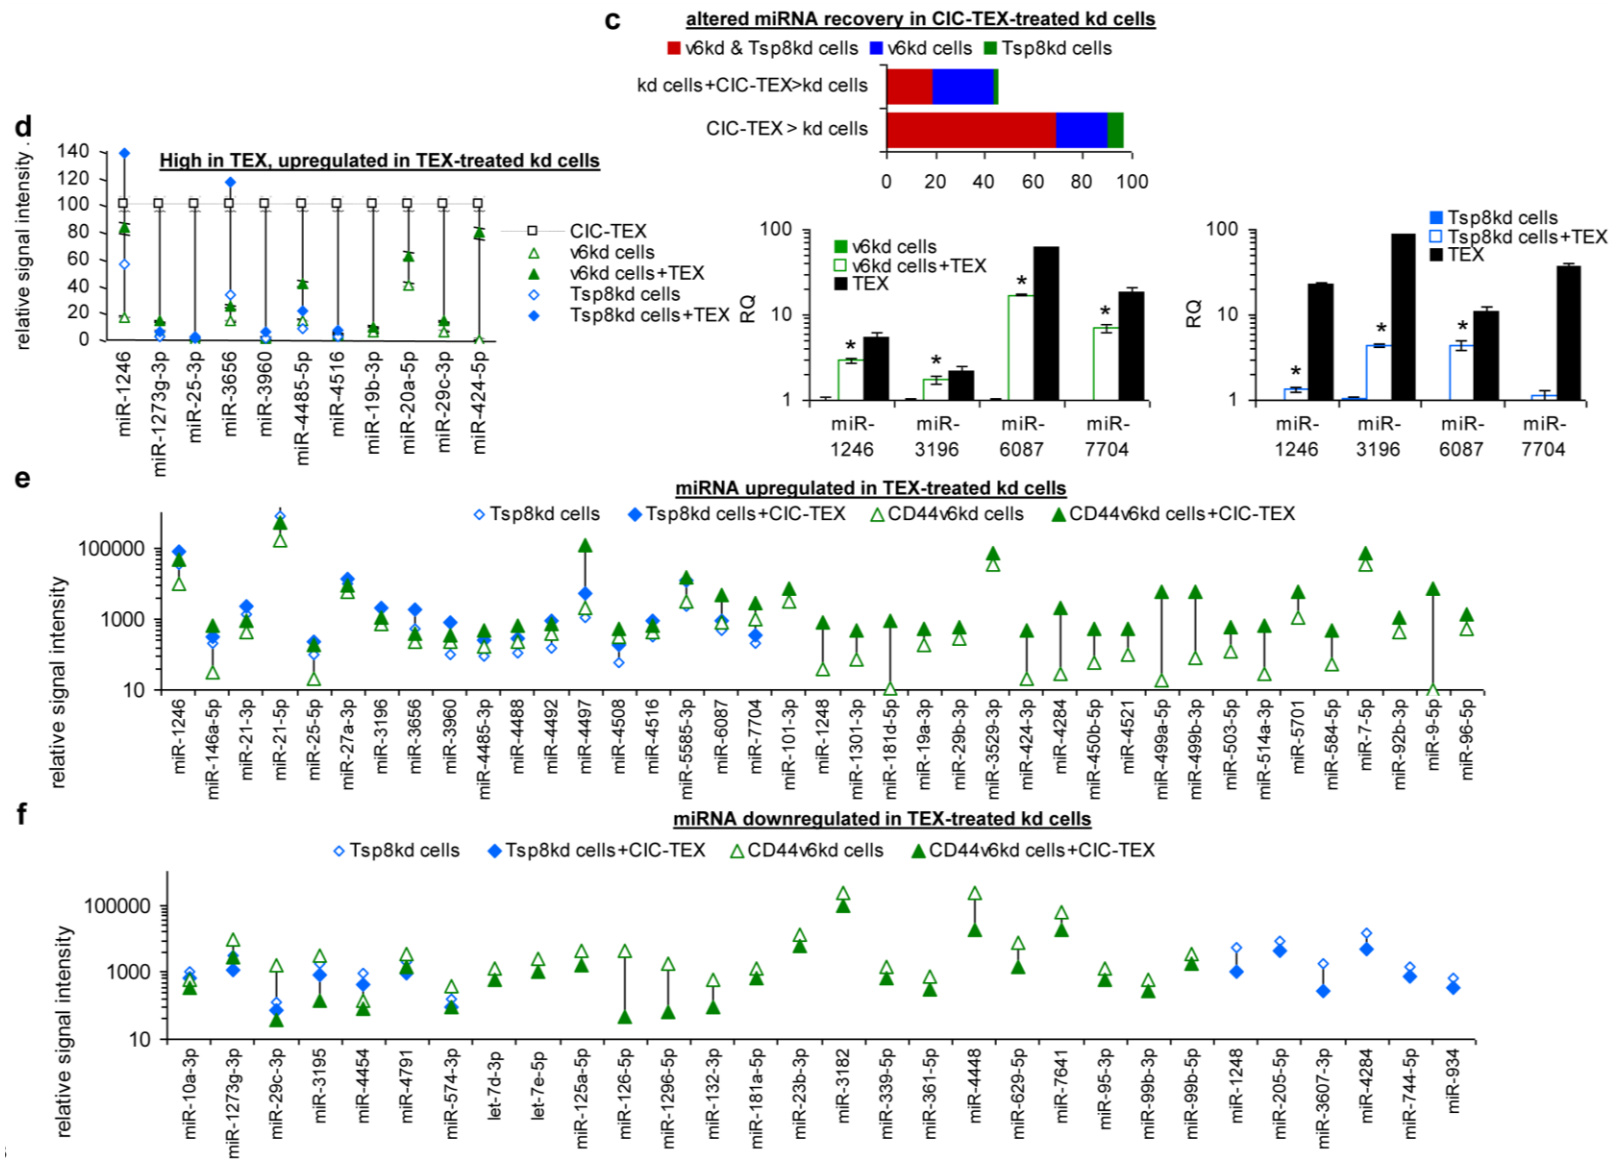 c
altered miRNA recovery in CIC-TEX-treated kd cells
v6kd & Tsp8kd cells v6kd cells Tsp8kd cells
kd cells+CIC-TEX>kd cells
CIC-TEX > kd cells
0 20 40 60 80 100
d
High in TEX, upregulated in TEX-treated kd cells
relative signal intensity
140
120
100
80
60
40
20
0
CIC-TEX
v6kd cells
v6kd cells+TEX
Tsp8kd cells
Tsp8kd cells+TEX
miR-1246
miR-1273g-3p
miR-25-3p
miR-3656
miR-3960
miR-4485-5p
miR-4516
miR-19b-3p
miR-20a-5p
miR-29c-3p
miR-424-5p
RQ
100
10
1
v6kd cells
v6kd cells+TEX
TEX
* * * *
miR-1246
miR-3196
miR-6087
miR-7704
RQ
100
10
1
Tsp8kd cells
Tsp8kd cells+TEX
TEX
* * *
miR-1246
miR-3196
miR-6087
miR-7704
e
miRNA upregulated in TEX-treated kd cells
Tsp8kd cells Tsp8kd cells+CIC-TEX CD44v6kd cells CD44v6kd cells+CIC-TEX
relative signal intensity
100000
1000
10
miR-1246
miR-146a-5p
miR-21-3p
miR-21-5p
miR-25-5p
miR-27a-3p
miR-3196
miR-3656
miR-3960
miR-4485-3p
miR-4488
miR-4492
miR-4497
miR-4508
miR-4516
miR-5585-3p
miR-6087
miR-7704
miR-101-3p
miR-1248
miR-1301-3p
miR-181d-5p
miR-19a-3p
miR-29b-3p
miR-3529-3p
miR-424-3p
miR-4284
miR-450b-5p
miR-4521
miR-499a-5p
miR-499b-3p
miR-503-5p
miR-514a-3p
miR-5701
miR-584-5p
miR-7-5p
miR-92b-3p
miR-9-5p
miR-96-5p
f
miRNA downregulated in TEX-treated kd cells
Tsp8kd cells Tsp8kd cells+CIC-TEX CD44v6kd cells CD44v6kd cells+CIC-TEX
relative signal intensity
100000
1000
10
miR-10a-3p
miR-1273g-3p
miR-29c-3p
miR-3195
miR-4454
miR-4791
miR-574-3p
let-7d-3p
let-7e-5p
miR-125a-5p
miR-126-5p
miR-1296-5p
miR-132-3p
miR-181a-5p
miR-23b-3p
miR-3182
miR-339-5p
miR-361-5p
miR-4448
miR-629-5p
miR-7641
miR-95-3p
miR-99b-3p
miR-99b-5p
miR-1248
miR-205-5p
miR-3607-3p
miR-4284
miR-744-5p
miR-934